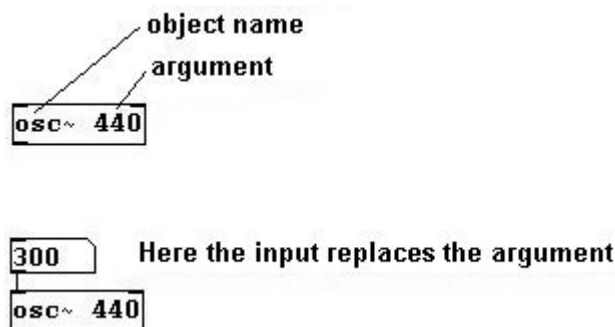 object name
argument
osc~ 440
300
Here the input replaces the argument
osc~ 440